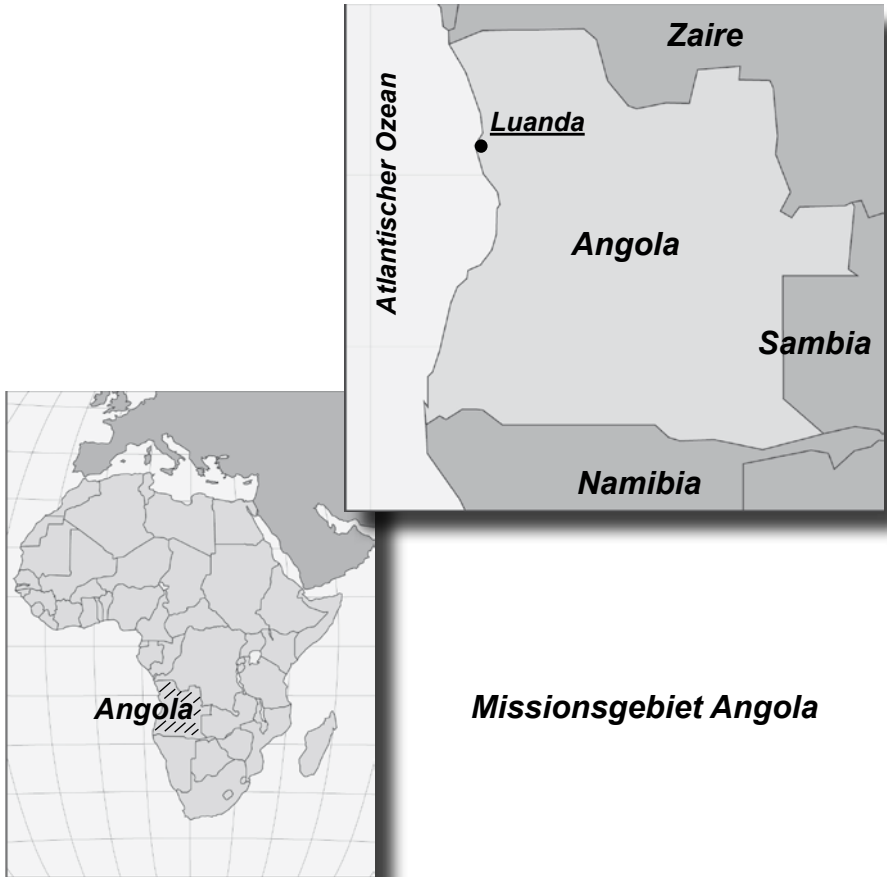 Zaire
Atlantischer Ozean
Luanda
Angola
Sambia
Namibia
Angola
Missionsgebiet Angola